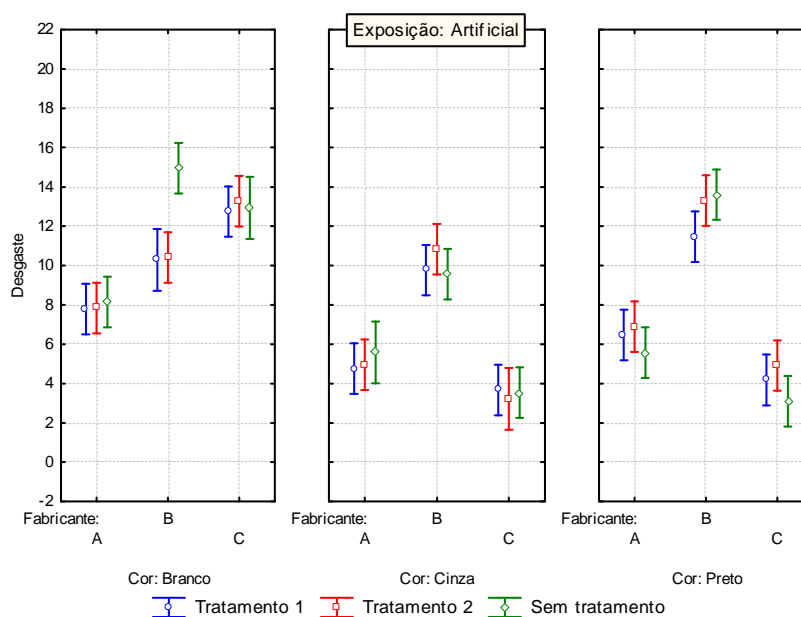 Exposição: Artificial
22
20
18
16
14
12
10
8
6
4
2
0
-2
Desgaste
Fabricante: B Fabricante: B Fabricante: B
A C A C A C
Cor: Branco Cor: Cinza Cor: Preto
Tratamento 1 Tratamento 2 Sem tratamento